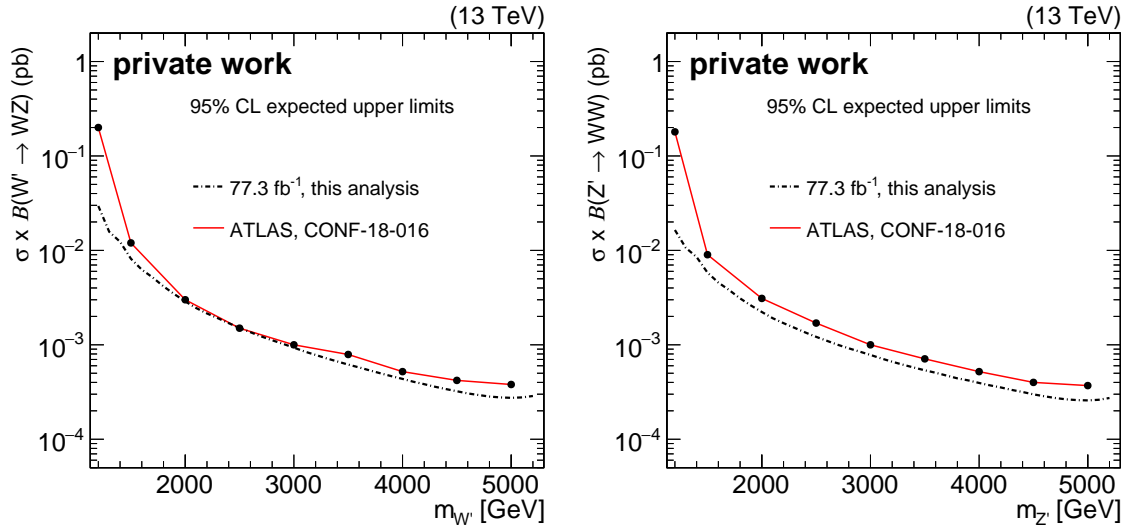 (13 TeV)
private work
95% CL expected upper limits
77.3 fb⁻¹, this analysis
ATLAS, CONF-18-016
σ x B(W' → WZ) (pb)
1
10⁻¹
10⁻²
10⁻³
10⁻⁴
2000 3000 4000 5000
m_W' [GeV]
(13 TeV)
private work
95% CL expected upper limits
77.3 fb⁻¹, this analysis
ATLAS, CONF-18-016
σ x B(Z' → WW) (pb)
1
10⁻¹
10⁻²
10⁻³
10⁻⁴
2000 3000 4000 5000
m_Z' [GeV]